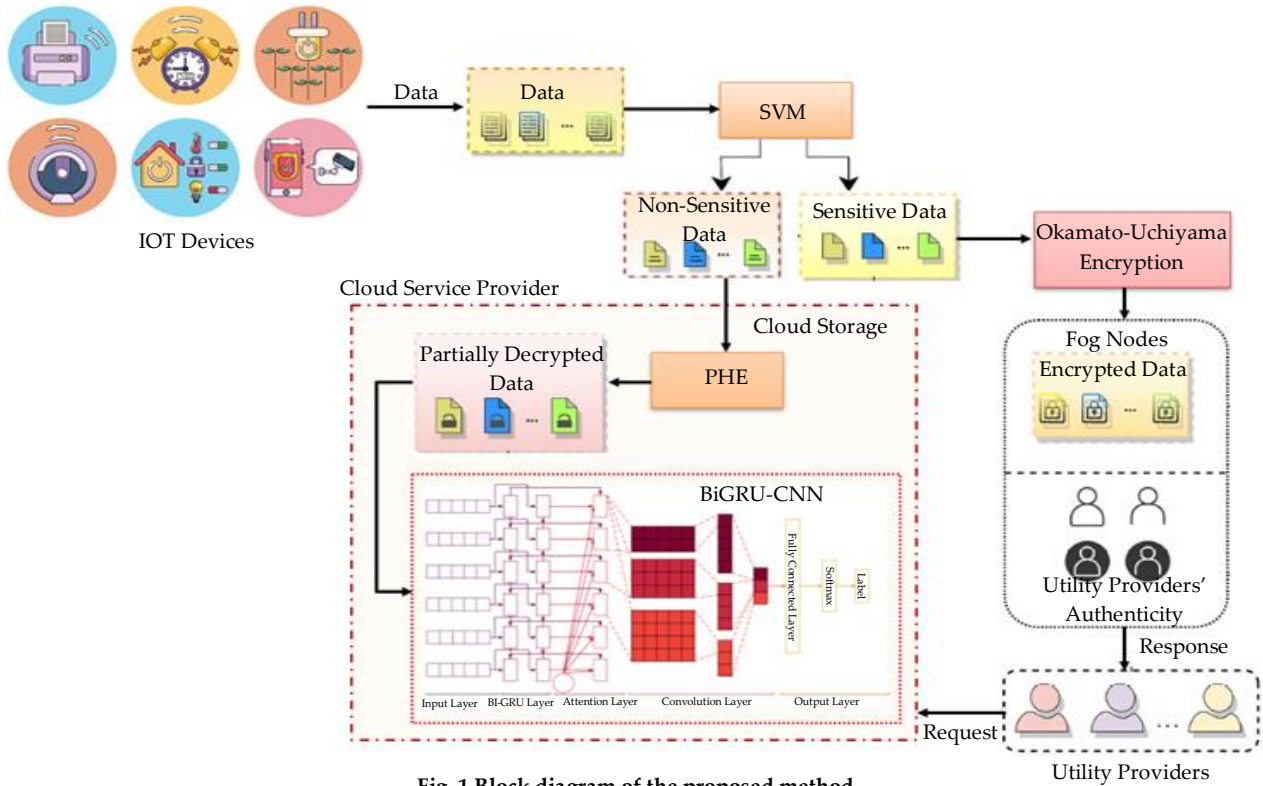 Data
Data
...
SVM
IOT Devices
Non-Sensitive
Data
...
Sensitive Data
...
Okamato-Uchiyama
Encryption
Cloud Service Provider
Cloud Storage
Partially Decrypted
Data
...
PHE
Fog Nodes
Encrypted Data
...
BiGRU-CNN
Fully Connected Layer
Softmax
Label
Input Layer
BI-GRU Layer
Attention Layer
Convolution Layer
Output Layer
Utility Providers'
Authenticity
Response
Request
...
Utility Providers
Fig. 1 Block diagram of the proposed method